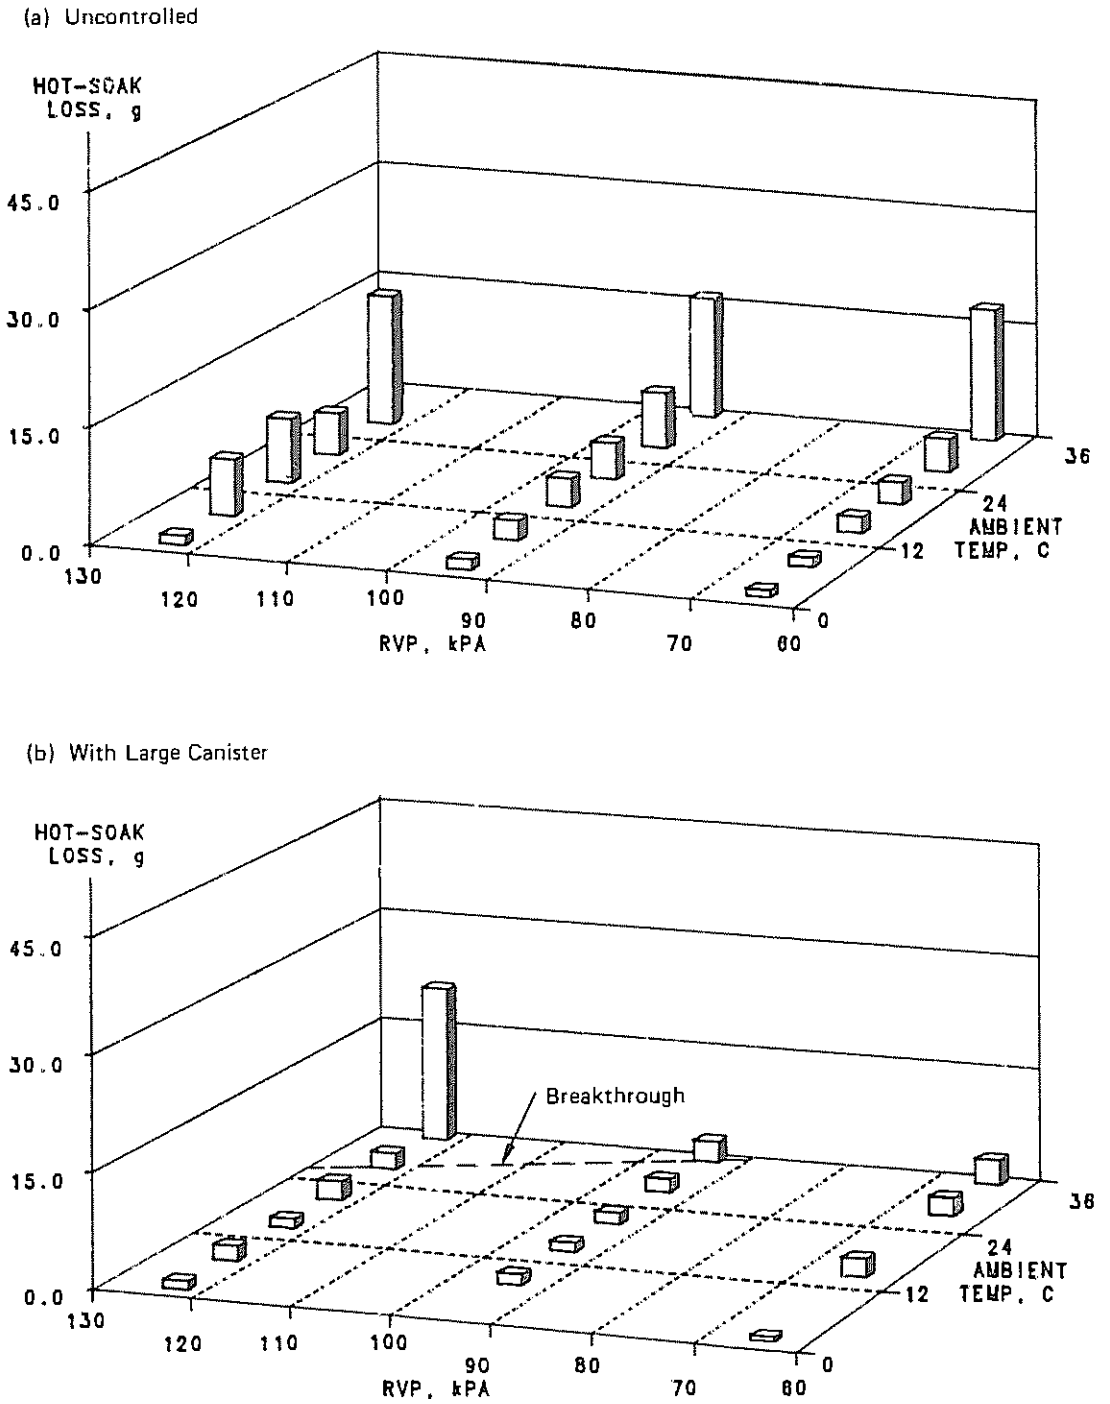 (a) Uncontrolled
HOT-SOAK
LOSS, g
45.0
30.0
15.0
0.0
130
120
110
100
90
80
70
60
RVP, kPA
0
12
24
36
AMBIENT
TEMP, C
(b) With Large Canister
HOT-SOAK
LOSS, g
45.0
30.0
15.0
0.0
Breakthrough
130
120
110
100
90
80
70
60
RVP, kPA
0
12
24
36
AMBIENT
TEMP, C